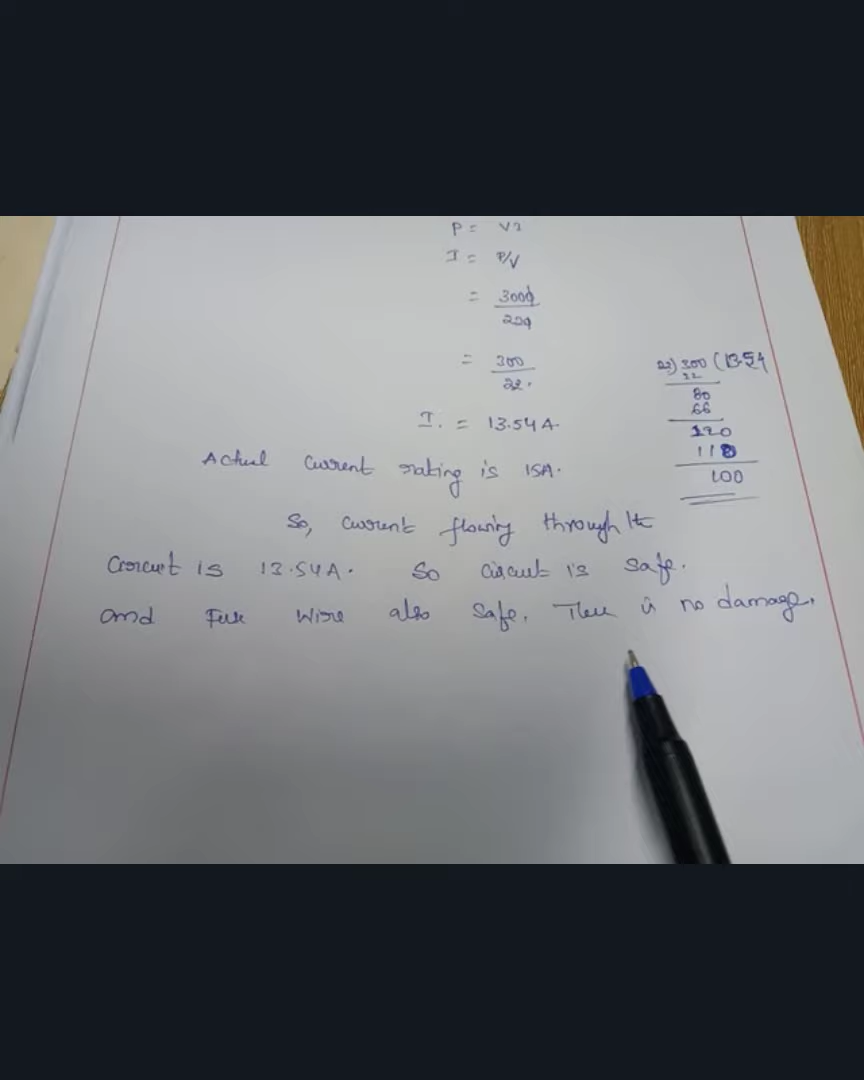 P = VI
I = P/V
= 3000
220
= 300
22.
I. = 13.54 A.
22) 300 (13.54
22
80
66
120
110
100
Actual current rating is 15A.
So, current flowing through the
Circuit is 13.54A. So circuit is safe.
and Fuse wire also safe. There is no damage.